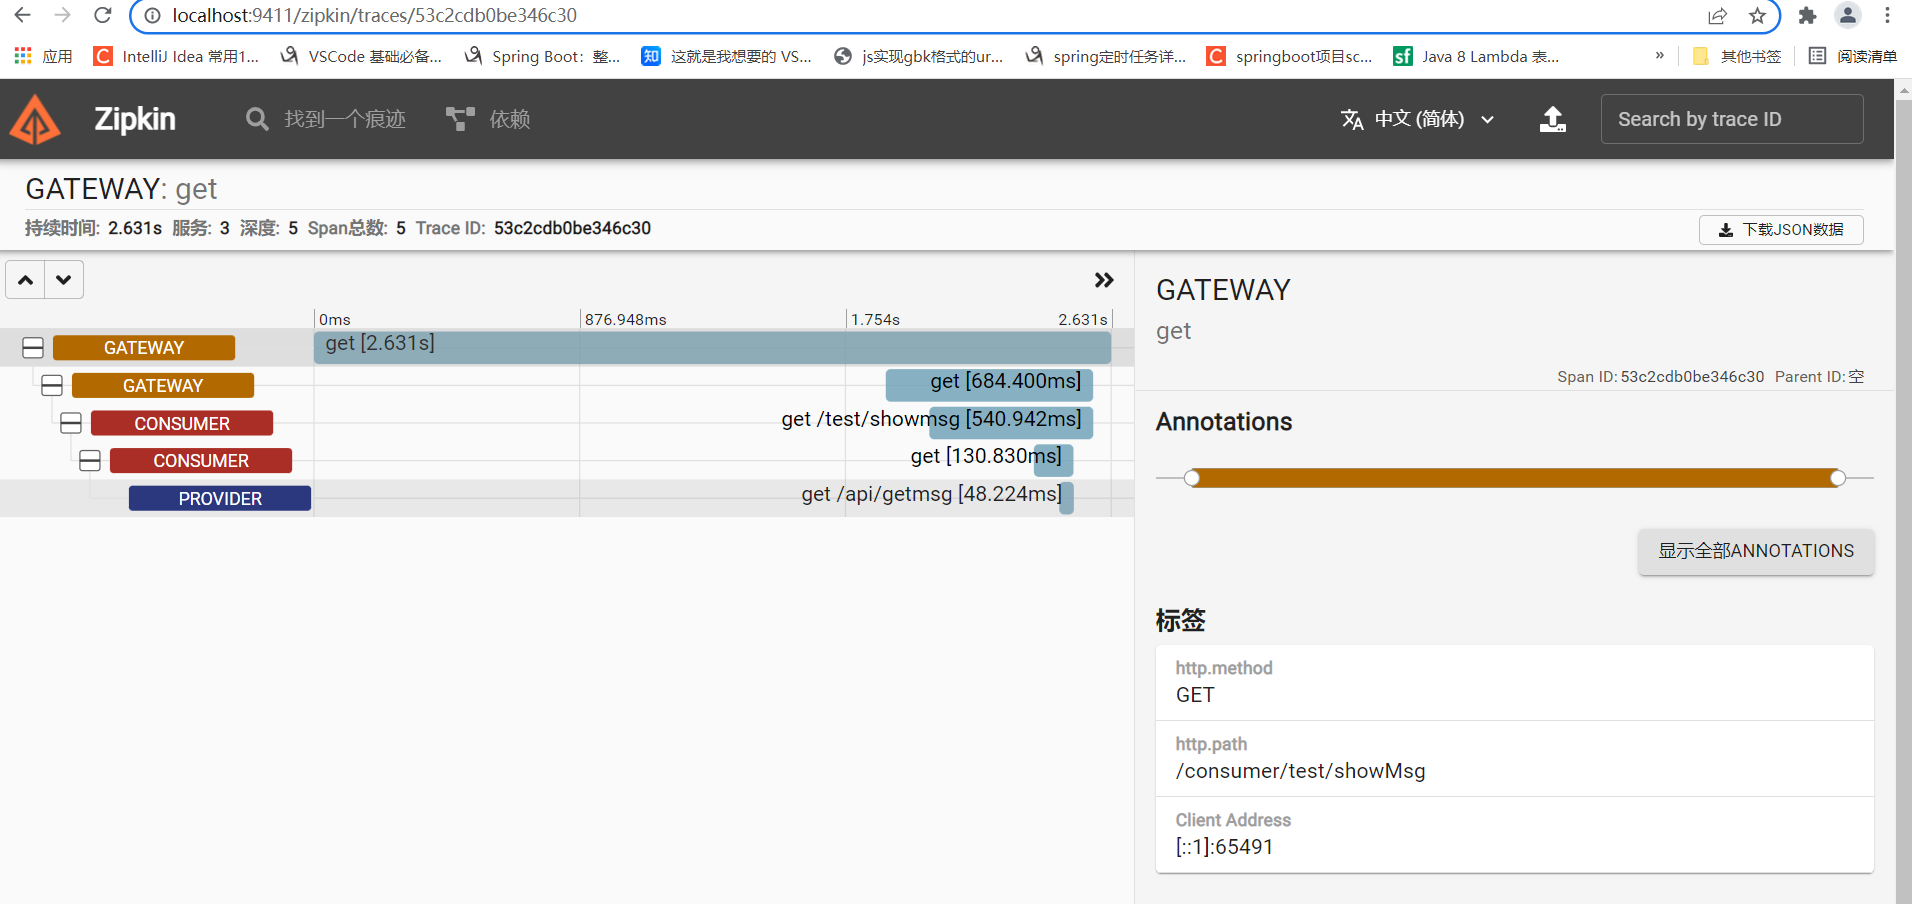 localhost:9411/zipkin/traces/53c2cdb0be346c30
应用 IntelliJ Idea 常用1... VSCode 基础必备... Spring Boot：整... 知 这就是我想要的 VS... js实现gbk格式的ur... spring定时任务详... springboot项目sc... sf Java 8 Lambda 表... » 其他书签 阅读清单
Zipkin 找到一个痕迹 依赖 中文 (简体) Search by trace ID
GATEWAY: get
持续时间: 2.631s 服务: 3 深度: 5 Span总数: 5 Trace ID: 53c2cdb0be346c30 下载JSON数据
0ms 876.948ms 1.754s 2.631s
GATEWAY get [2.631s]
GATEWAY get [684.400ms]
CONSUMER get /test/showmsg [540.942ms]
CONSUMER get [130.830ms]
PROVIDER get /api/getmsg [48.224ms]
GATEWAY
get
Span ID: 53c2cdb0be346c30 Parent ID: 空
Annotations
显示全部ANNOTATIONS
标签
http.method
GET
http.path
/consumer/test/showMsg
Client Address
[::1]:65491